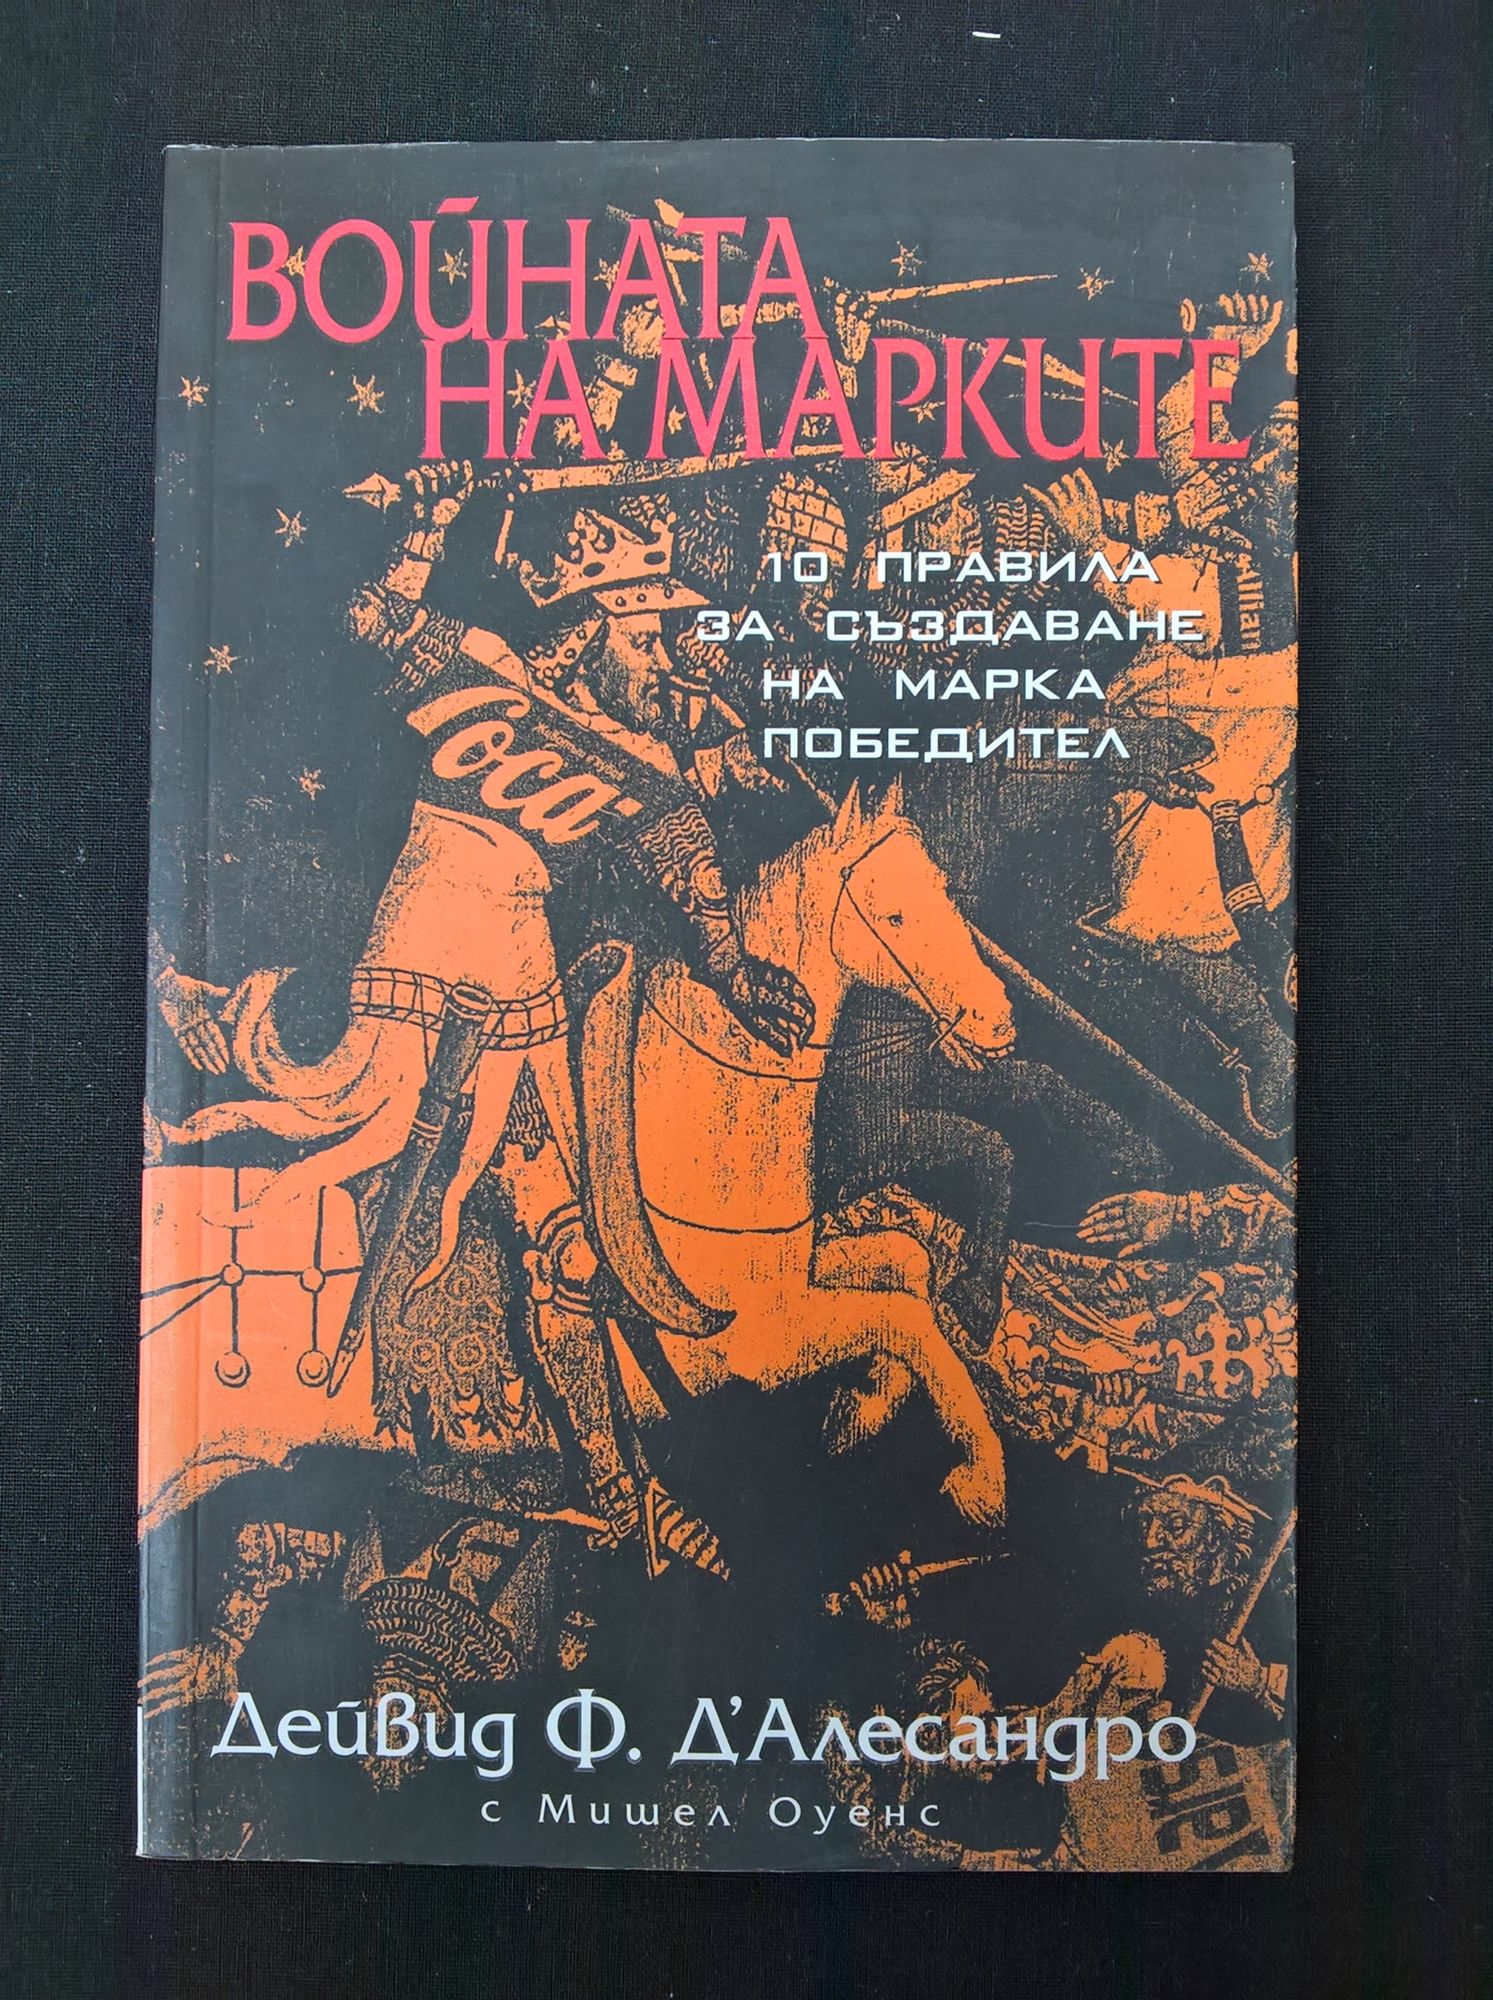 ВОЙНАТА
НА МАРКИТЕ
10 ПРАВИЛА
ЗА СЪЗДАВАНЕ
НА МАРКА
ПОБЕДИТЕЛ
Coca
Дейвид Ф. Д'Алесандро
с Мишел Оуенс